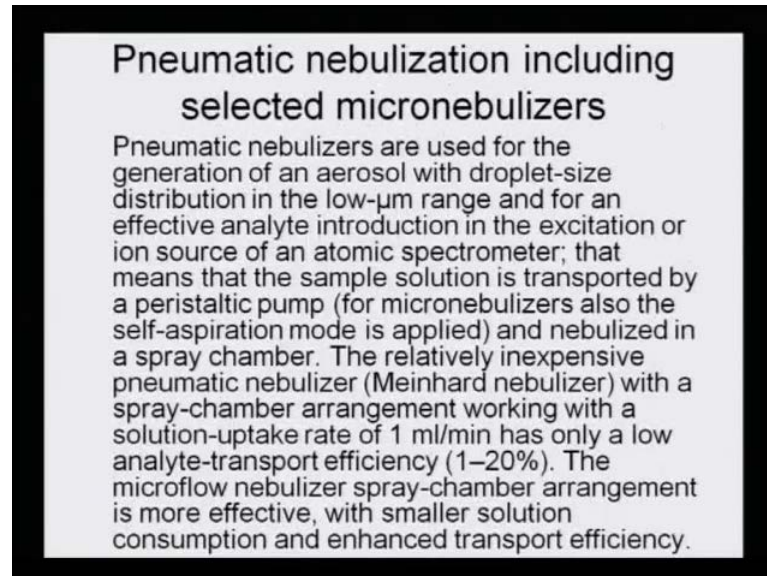 Pneumatic nebulization including
selected micronebulizers
Pneumatic nebulizers are used for the
generation of an aerosol with droplet-size
distribution in the low-μm range and for an
effective analyte introduction in the excitation or
ion source of an atomic spectrometer; that
means that the sample solution is transported by
a peristaltic pump (for micronebulizers also the
self-aspiration mode is applied) and nebulized in
a spray chamber. The relatively inexpensive
pneumatic nebulizer (Meinhard nebulizer) with a
spray-chamber arrangement working with a
solution-uptake rate of 1 ml/min has only a low
analyte-transport efficiency (1–20%). The
microflow nebulizer spray-chamber arrangement
is more effective, with smaller solution
consumption and enhanced transport efficiency.